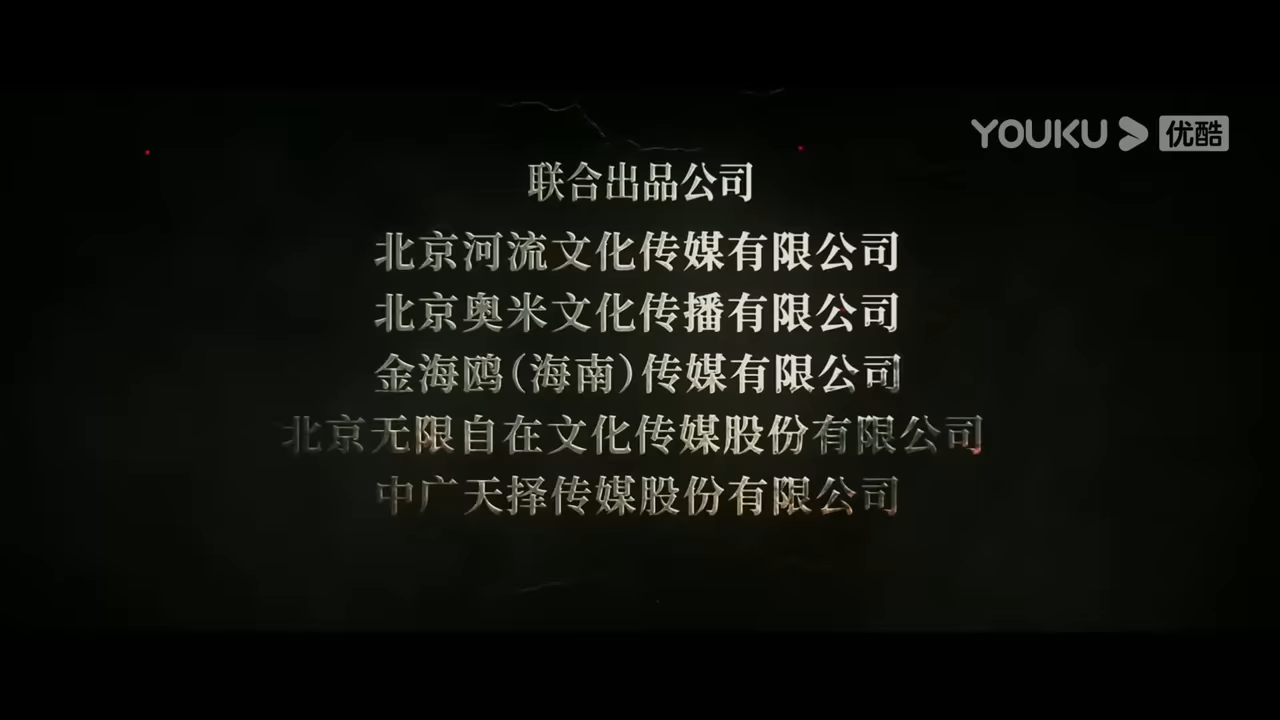 YOUKU 优酷
联合出品公司
北京河流文化传媒有限公司
北京奥米文化传播有限公司
金海鸥(海南)传媒有限公司
北京无限自在文化传媒股份有限公司
中广天择传媒股份有限公司